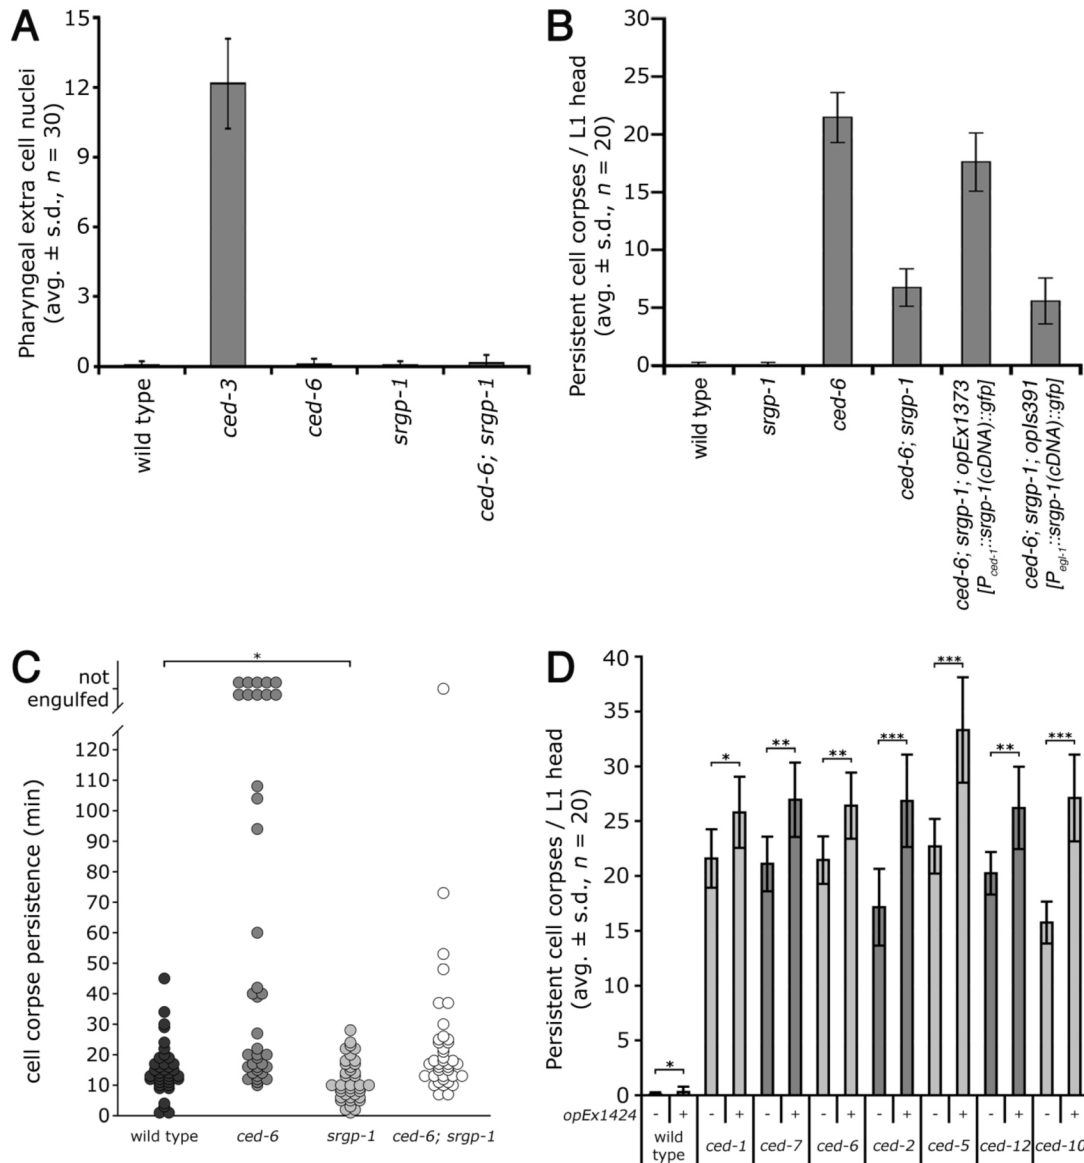 A
Pharyngeal extra cell nuclei
(avg. ± s.d., n = 30)
15
12
9
6
3
0
wild type
ced-3
ced-6
srgp-1
ced-6; srgp-1
B
Persistent cell corpses / L1 head
(avg. ± s.d., n = 20)
30
25
20
15
10
5
0
wild type
srgp-1
ced-6
ced-6; srgp-1
ced-6; srgp-1; opEx1373
[Pced-1::srgp-1(cDNA)::gfp]
ced-6; srgp-1; opIs391
[Pegl-1::srgp-1(cDNA)::gfp]
C
*
not
engulfed
cell corpse persistence (min)
120
110
100
90
80
70
60
50
40
30
20
10
0
wild type ced-6 srgp-1 ced-6; srgp-1
D
Persistent cell corpses / L1 head
(avg. ± s.d., n = 20)
40
35
30
25
20
15
10
5
0
* * ** ** *** *** ** ***
opEx1424 - + - + - + - + - + - + - + - +
wild
type
ced-1 ced-7 ced-6 ced-2 ced-5 ced-12 ced-10